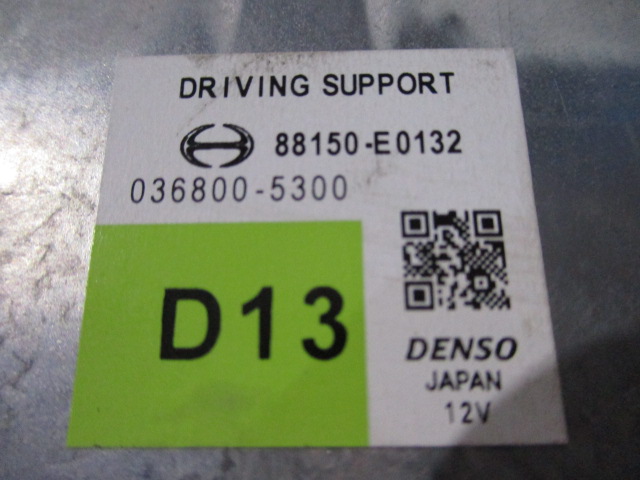 DRIVING SUPPORT
88150-E0132
036800-5300
D13
DENSO
JAPAN
12V